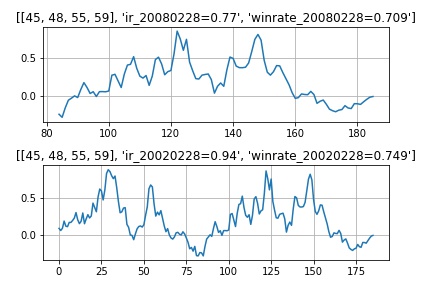 [[45, 48, 55, 59], 'ir_20080228=0.77', 'winrate_20080228=0.709']
0.5
0.0
80 100 120 140 160 180
[[45, 48, 55, 59], 'ir_20020228=0.94', 'winrate_20020228=0.749']
0.5
0.0
0 25 50 75 100 125 150 175